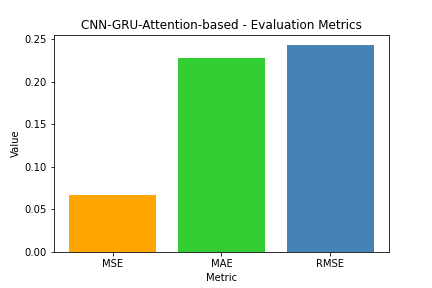 CNN-GRU-Attention-based - Evaluation Metrics
0.25
0.20
0.15
0.10
0.05
0.00
Value
MSE MAE RMSE
Metric